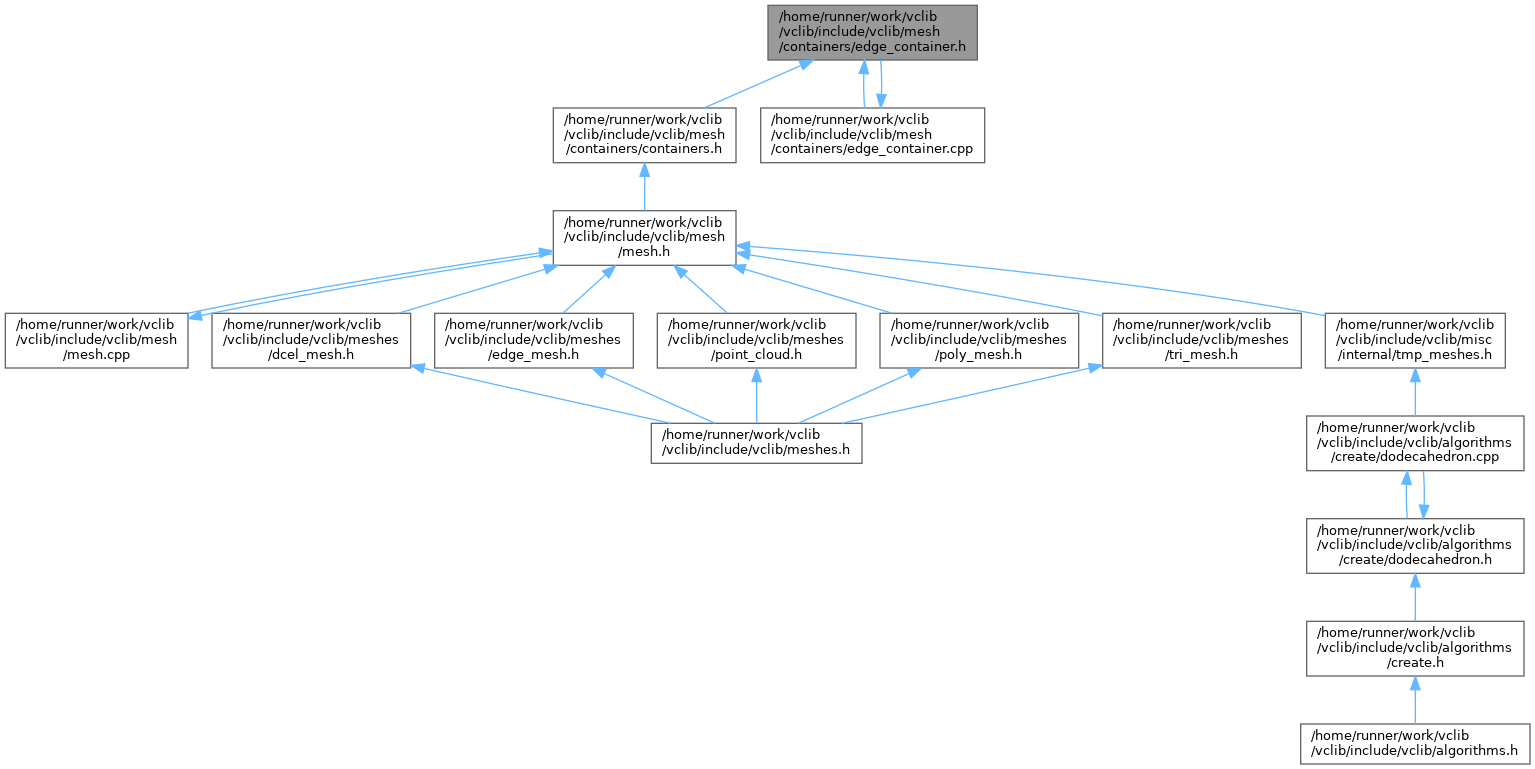 /home/runner/work/vclib
/vclib/include/vclib/mesh
/containers/edge_container.h
/home/runner/work/vclib
/vclib/include/vclib/mesh
/containers/containers.h
/home/runner/work/vclib
/vclib/include/vclib/mesh
/containers/edge_container.cpp
/home/runner/work/vclib
/vclib/include/vclib/mesh
/mesh.h
/home/runner/work/vclib
/vclib/include/vclib/mesh
/mesh.cpp
/home/runner/work/vclib
/vclib/include/vclib/meshes
/dcel_mesh.h
/home/runner/work/vclib
/vclib/include/vclib/meshes
/edge_mesh.h
/home/runner/work/vclib
/vclib/include/vclib/meshes
/point_cloud.h
/home/runner/work/vclib
/vclib/include/vclib/meshes
/poly_mesh.h
/home/runner/work/vclib
/vclib/include/vclib/meshes
/tri_mesh.h
/home/runner/work/vclib
/vclib/include/vclib/misc
/internal/tmp_meshes.h
/home/runner/work/vclib
/vclib/include/vclib/meshes.h
/home/runner/work/vclib
/vclib/include/vclib/algorithms
/create/dodecahedron.cpp
/home/runner/work/vclib
/vclib/include/vclib/algorithms
/create/dodecahedron.h
/home/runner/work/vclib
/vclib/include/vclib/algorithms
/create.h
/home/runner/work/vclib
/vclib/include/vclib/algorithms.h